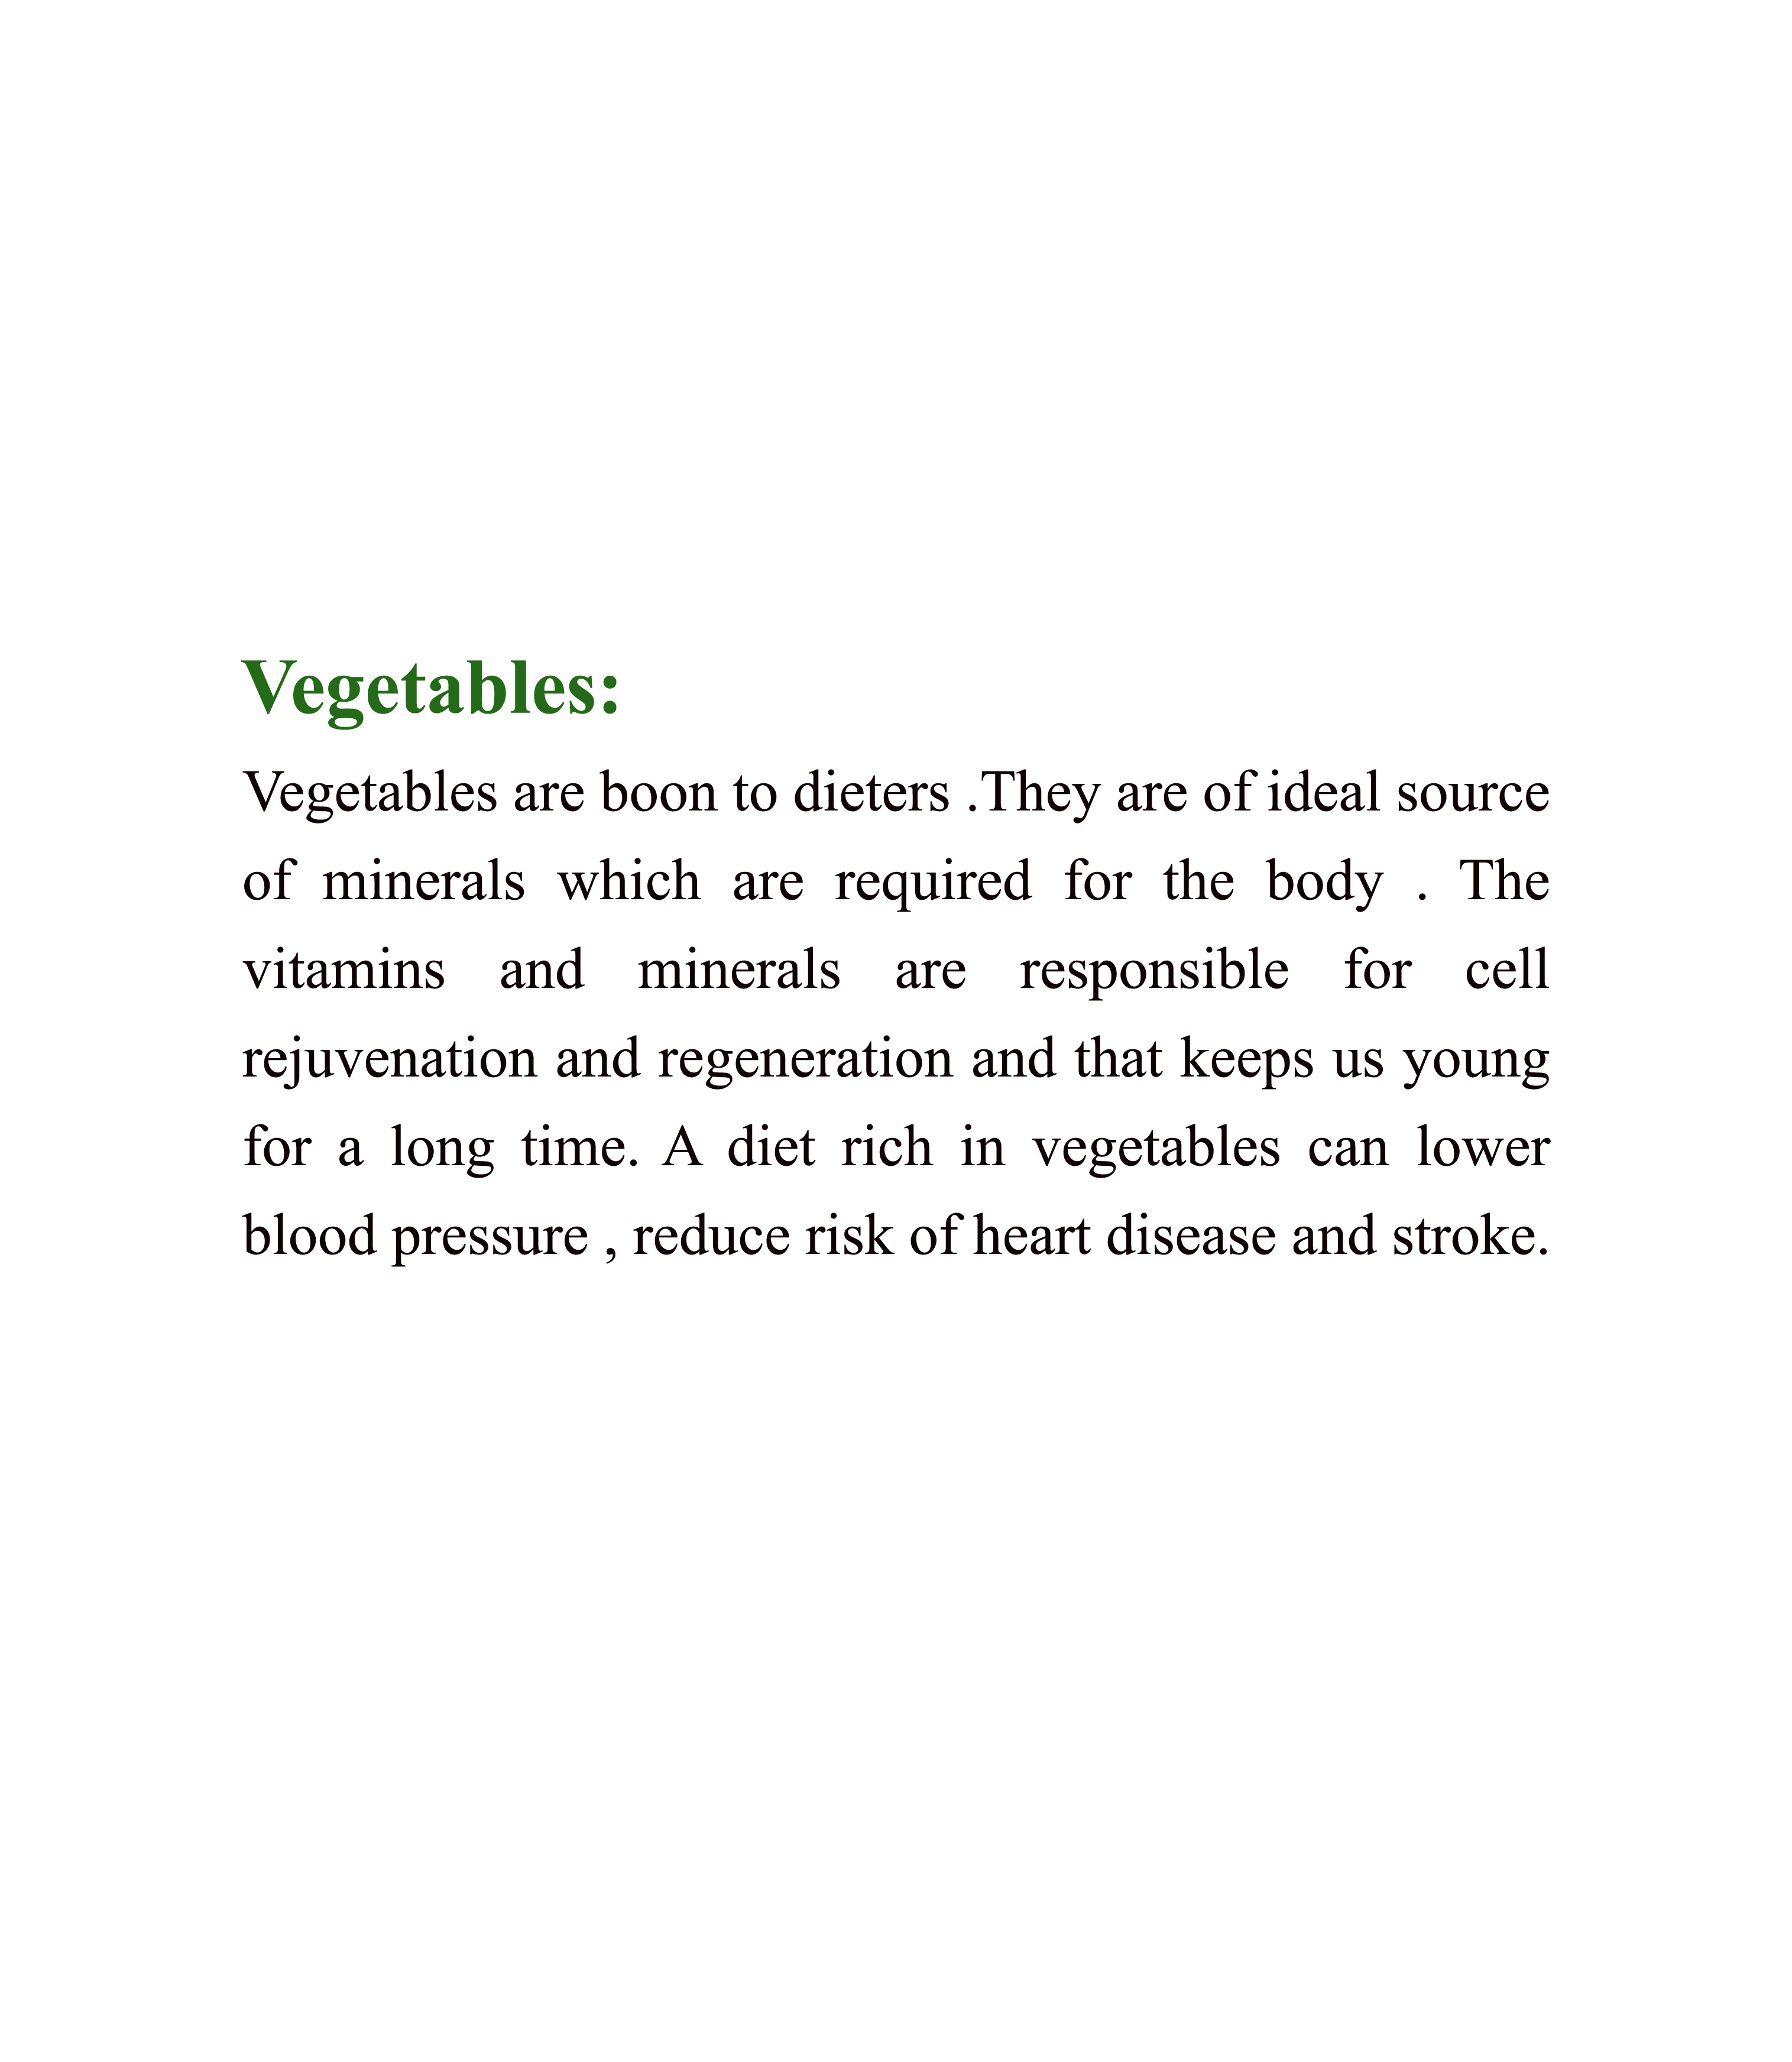 Vegetables:
Vegetables are boon to dieters .They are of ideal source
of minerals which are required for the body . The
vitamins and minerals are responsible for cell
rejuvenation and regeneration and that keeps us young
for a long time. A diet rich in vegetables can lower
blood pressure , reduce risk of heart disease and stroke.